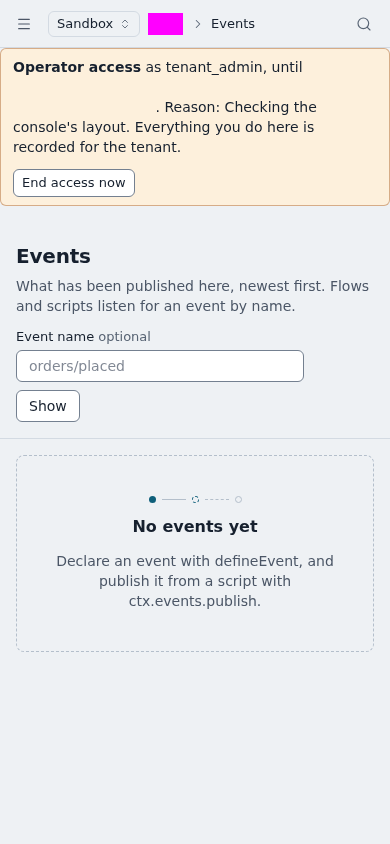 Sandbox
Events
Operator access as tenant_admin, until
. Reason: Checking the
console's layout. Everything you do here is
recorded for the tenant.
End access now
Events
What has been published here, newest first. Flows
and scripts listen for an event by name.
Event name optional
orders/placed
Show
No events yet
Declare an event with defineEvent, and
publish it from a script with
ctx.events.publish.